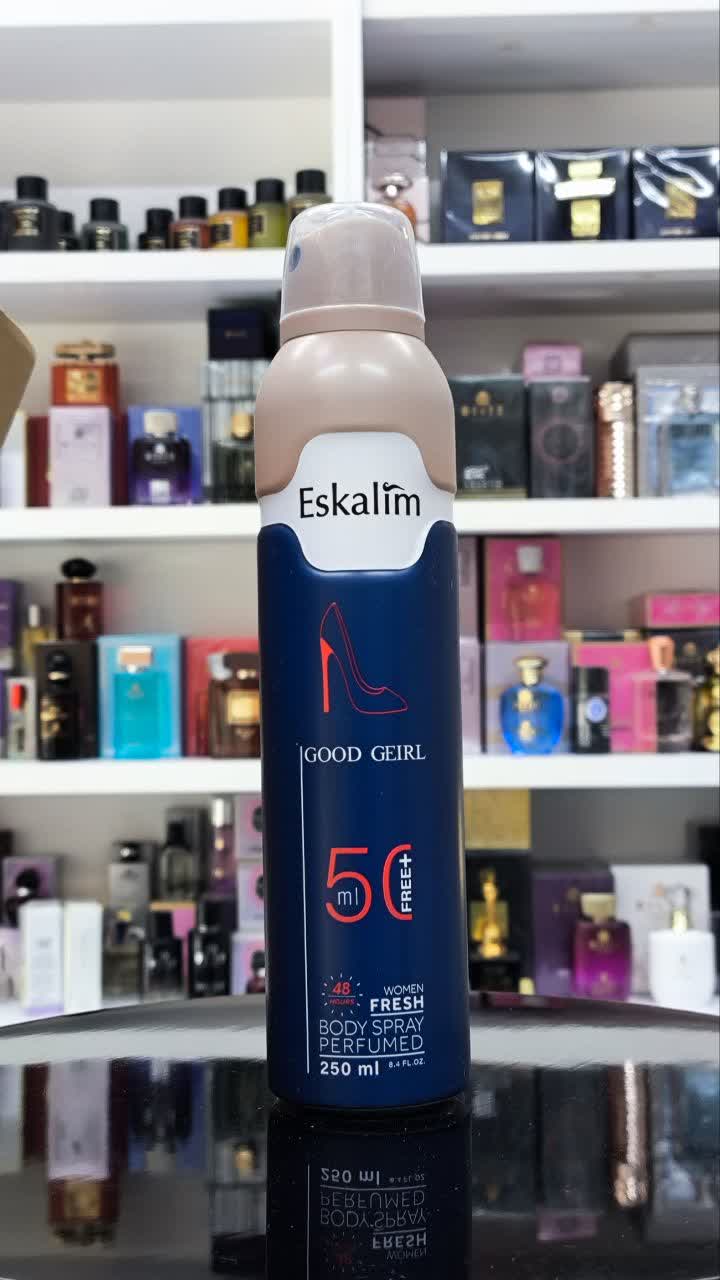 Eskalim
GOOD GEIRL
50
ml
FREE+
48
HOURS
WOMEN
FRESH
BODY SPRAY
PERFUMED
250 ml 8.4 FL.OZ.